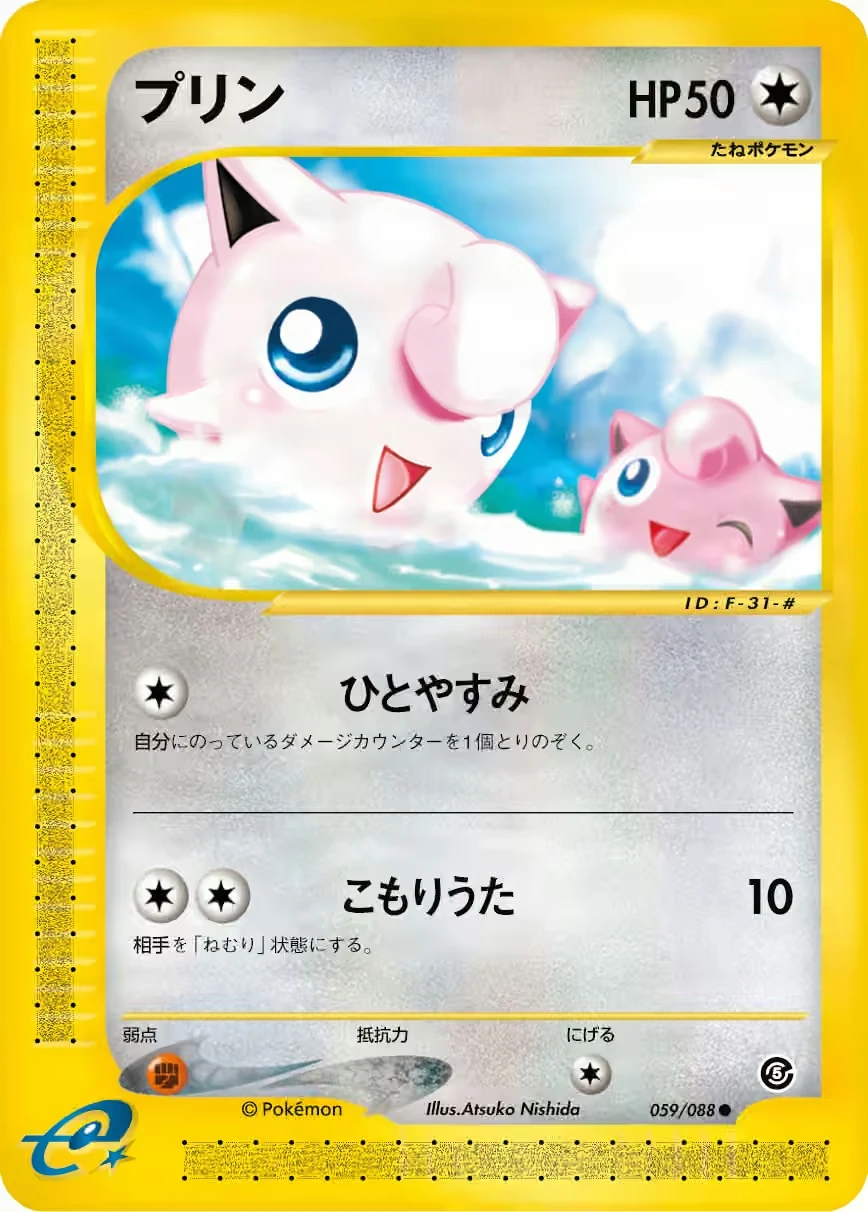 プリン
HP50
たねポケモン
ID:F-31-#
ひとやすみ
自分にのっているダメージカウンターを1個とりのぞく。
こもりうた 10
相手を「ねむり」状態にする。
弱点 抵抗力 にげる
5
© Pokémon Illus.Atsuko Nishida 059/088 ●
e